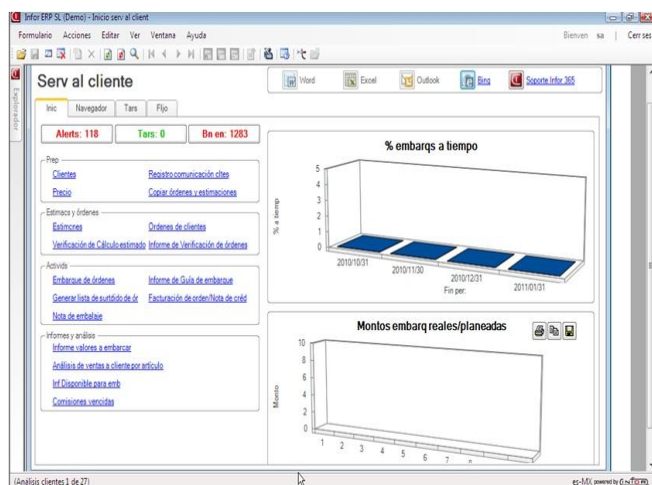 Infor ERP SL (Demo) - Inicio serv al client
Formulario Acciones Editar Ver Ventana Ayuda
Bienven sa | Cerr ses
Explorador
Serv al cliente
Word Excel Outlook Bing Soporte Infor 365
Inic Navegador Tars Fljo
Alerts: 118 Tars: 0 Bn en: 1283
Prep
Clientes Registro comunicación cltes
Precio Copiar órdenes y estimaciones
Estimacs y órdenes
Estimcnes Ordenes de clientes
Verificación de Cálculo estimado Informe de Verificación de órdenes
Activids
Embarque de órdenes Informe de Guía de embarque
Generar lista de surtdido de ór Facturación de orden/Nota de créd
Nota de embalaje
Informes y análisis
Informe valores a embarcar
Análisis de ventas a cliente por artículo
Inf Disponible para emb
Comisiones vencidas
% embarqs a tiempo
% a tiemp
5
4
3
2
1
0
2010/10/31 2010/11/30 2010/12/31 2011/01/31
Fin per:
Montos embarq reales/planeadas
Monto
10
8
6
4
2
0
1 2 3 4 5 6 7
(Análisis clientes 1 de 27)
es-MX powered by